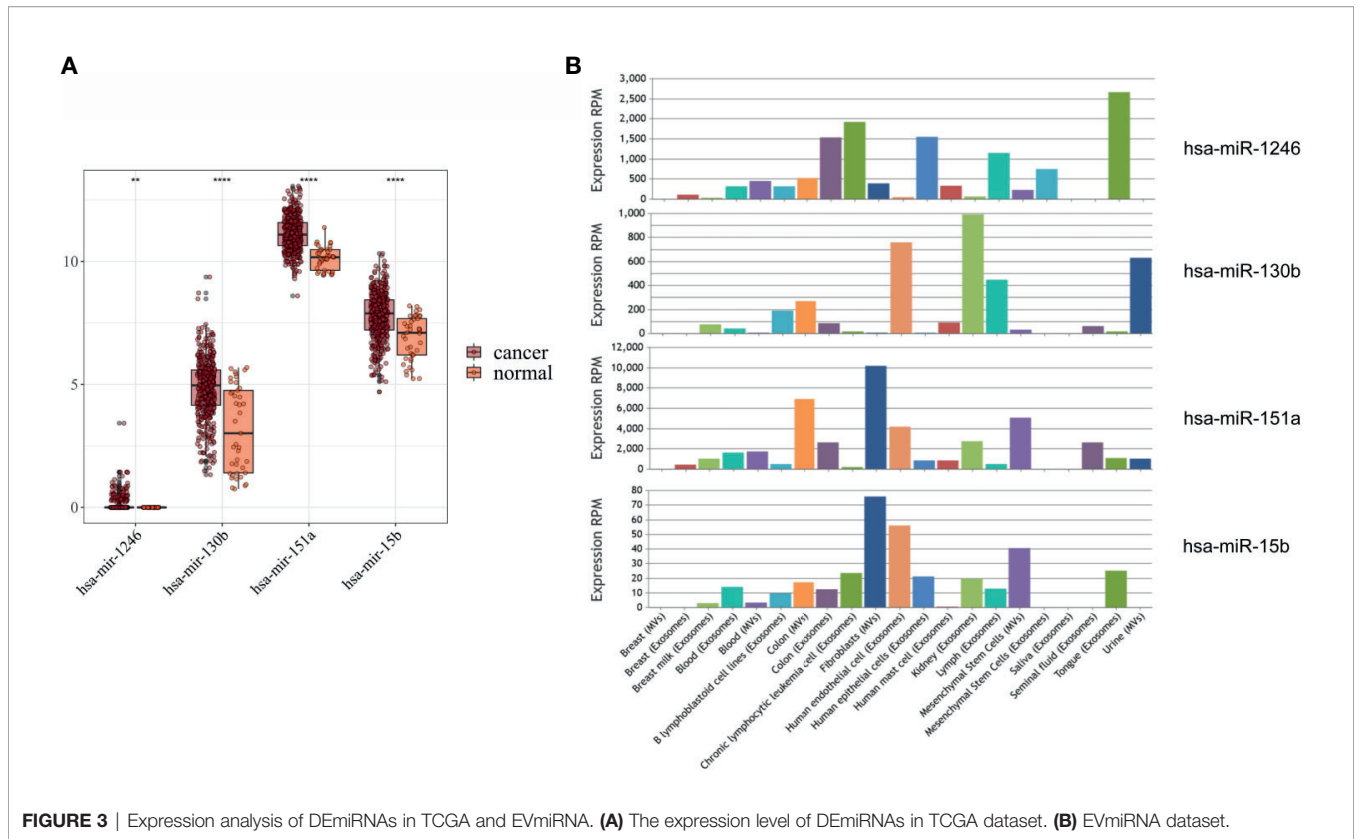 A
**
****
****
****
10
5
0
hsa-mir-1246
hsa-mir-130b
hsa-mir-151a
hsa-mir-15b
cancer
normal
B
Expression RPM
3,000
2,500
2,000
1,500
1,000
500
0
hsa-miR-1246
Expression RPM
1,000
800
600
400
200
0
hsa-miR-130b
Expression RPM
12,000
10,000
8,000
6,000
4,000
2,000
0
hsa-miR-151a
Expression RPM
80
70
60
50
40
30
20
10
0
hsa-miR-15b
Breast (MVs)
Breast (Exosomes)
Breast milk (Exosomes)
Blood (Exosomes)
Blood (MVs)
B lymphoblastoid cell lines (Exosomes)
Colon (MVs)
Colon (Exosomes)
Chronic lymphocytic leukemia cell (Exosomes)
Fibroblasts (MVs)
Human endothelial cell (Exosomes)
Human epithelial cells (Exosomes)
Human mast cell (Exosomes)
Kidney (Exosomes)
Lymph (Exosomes)
Mesenchymal Stem Cells (MVs)
Mesenchymal Stem Cells (Exosomes)
Saliva (Exosomes)
Seminal fluid (Exosomes)
Tongue (Exosomes)
Urine (MVs)
FIGURE 3 | Expression analysis of DEmiRNAs in TCGA and EVmiRNA. (A) The expression level of DEmiRNAs in TCGA dataset. (B) EVmiRNA dataset.